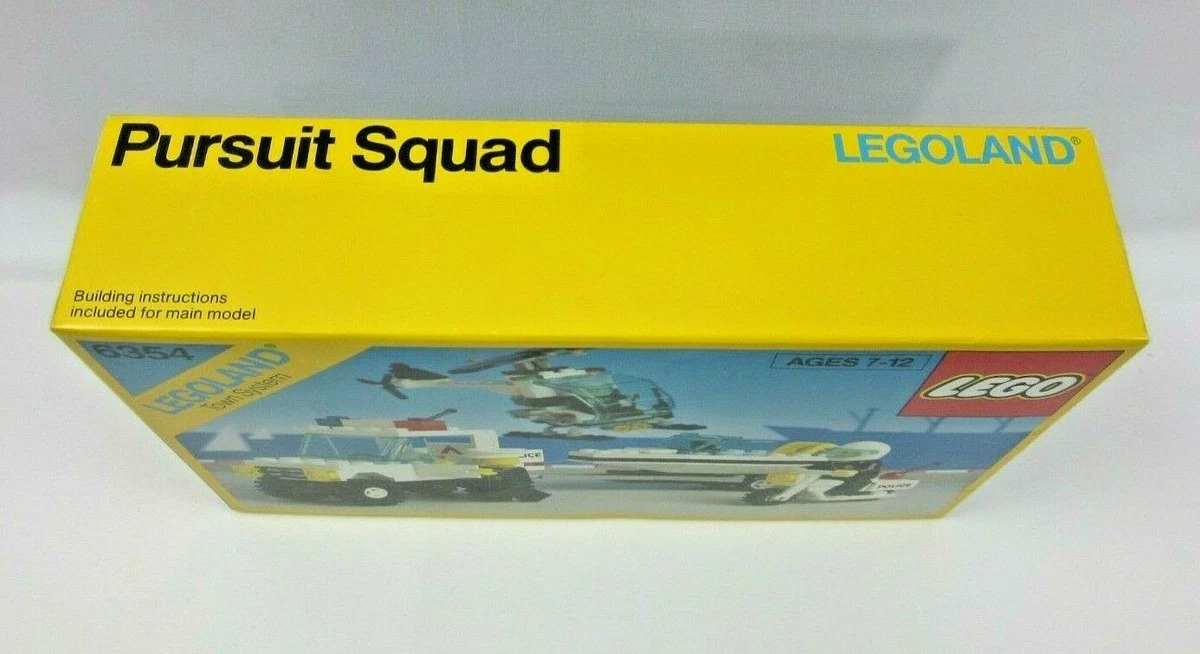 Pursuit Squad
LEGOLAND®
Building instructions
included for main model
6354
LEGOLAND®
Town System
AGES 7-12
LEGO
POLICE
POLICE